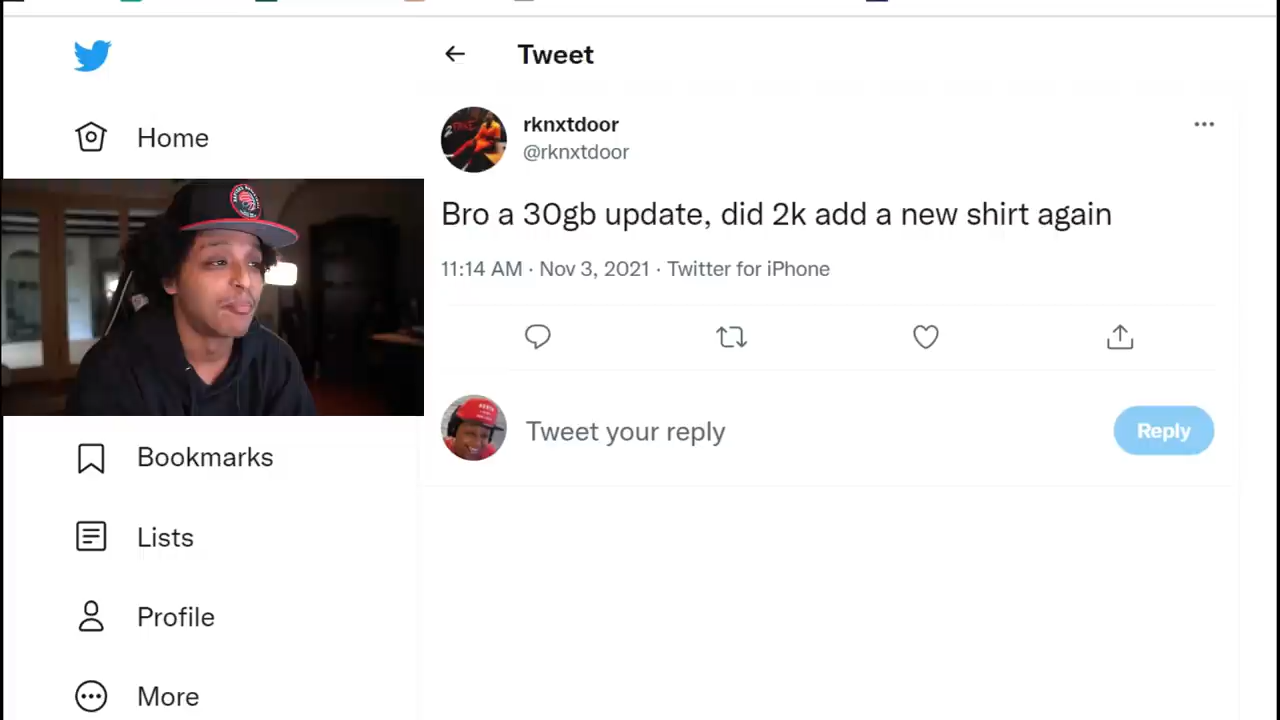 Tweet
Home
rknxtdoor
@rknxtdoor
Bro a 30gb update, did 2k add a new shirt again
11:14 AM · Nov 3, 2021 · Twitter for iPhone
Tweet your reply
Reply
Bookmarks
Lists
Profile
More